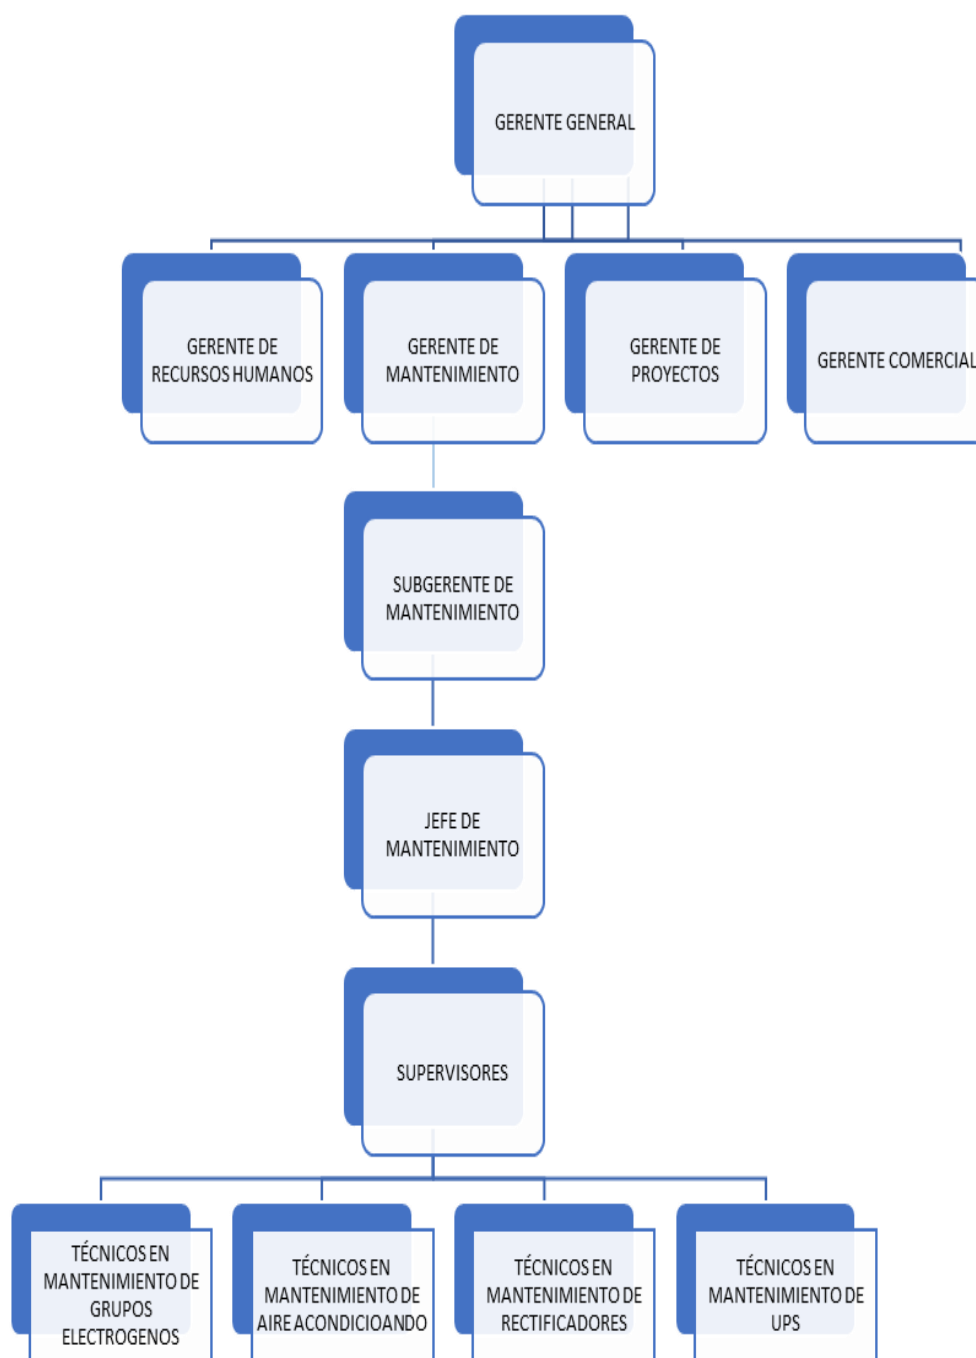 GERENTE GENERAL
GERENTE DE
RECURSOS HUMANOS
GERENTE DE
MANTENIMIENTO
GERENTE DE
PROYECTOS
GERENTE COMERCIAL
SUBGERENTE DE
MANTENIMIENTO
JEFE DE
MANTENIMIENTO
SUPERVISORES
TÉCNICOS EN
MANTENIMIENTO DE
GRUPOS
ELECTROGENOS
TÉCNICOS EN
MANTENIMIENTO DE
AIRE ACONDICIOANDO
TÉCNICOS EN
MANTENIMIENTO DE
RECTIFICADORES
TÉCNICOS EN
MANTENIMIENTO DE
UPS